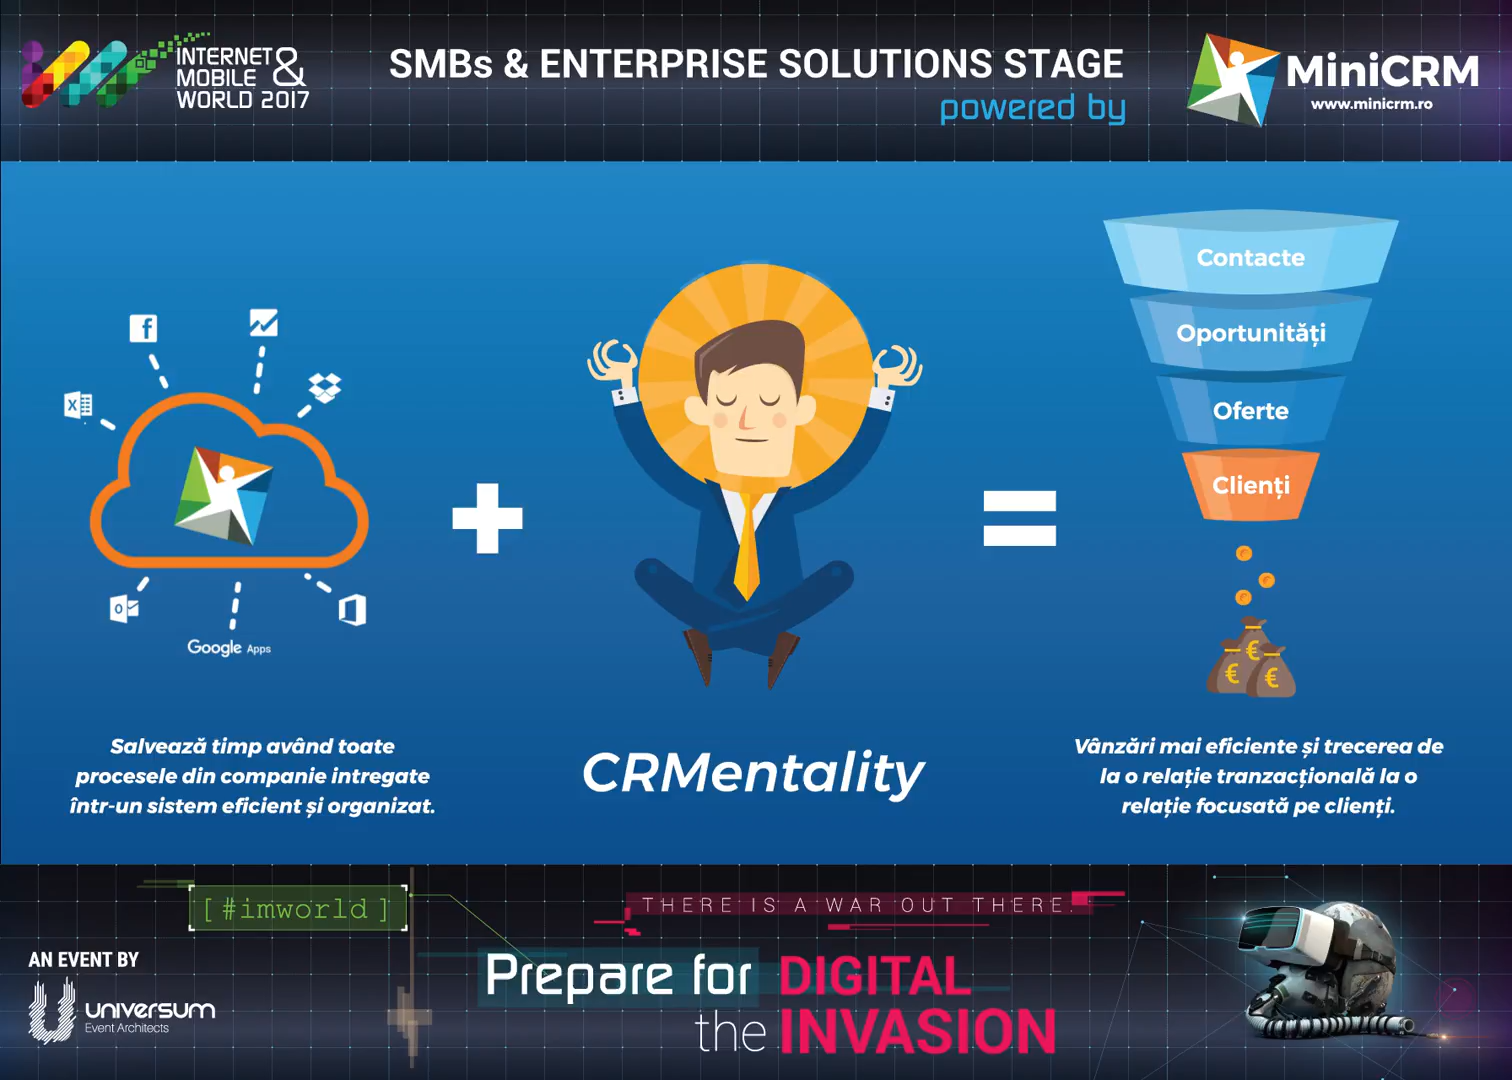 INTERNET &
MOBILE
WORLD 2017
SMBs & ENTERPRISE SOLUTIONS STAGE
powered by
MiniCRM
www.minicrm.ro
f
X
O
Google Apps
Salvează timp având toate
procesele din companie intregate
într-un sistem eficient și organizat.
CRMentality
Contacte
Oportunități
Oferte
Clienți
€
€
€
Vânzări mai eficiente și trecerea de
la o relație tranzacțională la o
relație focusată pe clienți.
[#imworld]
AN EVENT BY
universum
Event Architects
THERE IS A WAR OUT THERE.
Prepare for DIGITAL
the INVASION